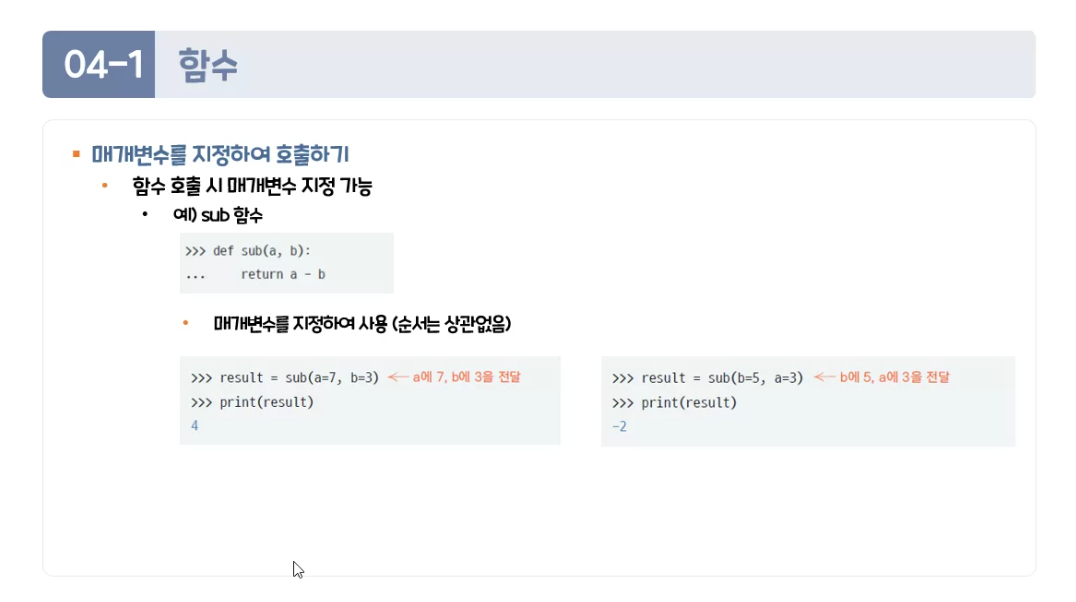 04-1 함수
매개변수를 지정하여 호출하기
함수 호출 시 매개변수 지정 가능
예) sub 함수
>>> def sub(a, b):
...     return a - b
매개변수를 지정하여 사용 (순서는 상관없음)
>>> result = sub(a=7, b=3) ← a에 7, b에 3을 전달
>>> print(result)
4
>>> result = sub(b=5, a=3) ← b에 5, a에 3을 전달
>>> print(result)
-2